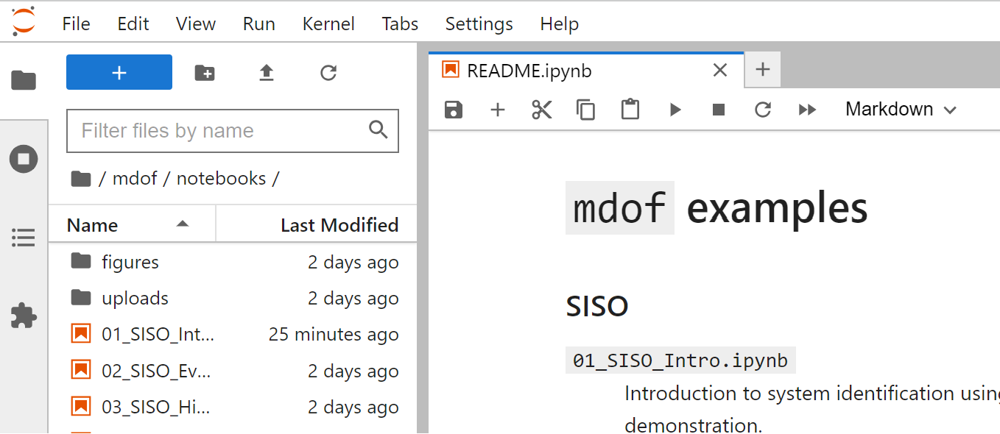 File Edit View Run Kernel Tabs Settings Help
README.ipynb
Markdown
Filter files by name
/ mdof / notebooks /
Name Last Modified
figures 2 days ago
uploads 2 days ago
01_SISO_Int... 25 minutes ago
02_SISO_Ev... 2 days ago
03_SISO_Hi... 2 days ago
mdof examples
SISO
01_SISO_Intro.ipynb
Introduction to system identification using
demonstration.